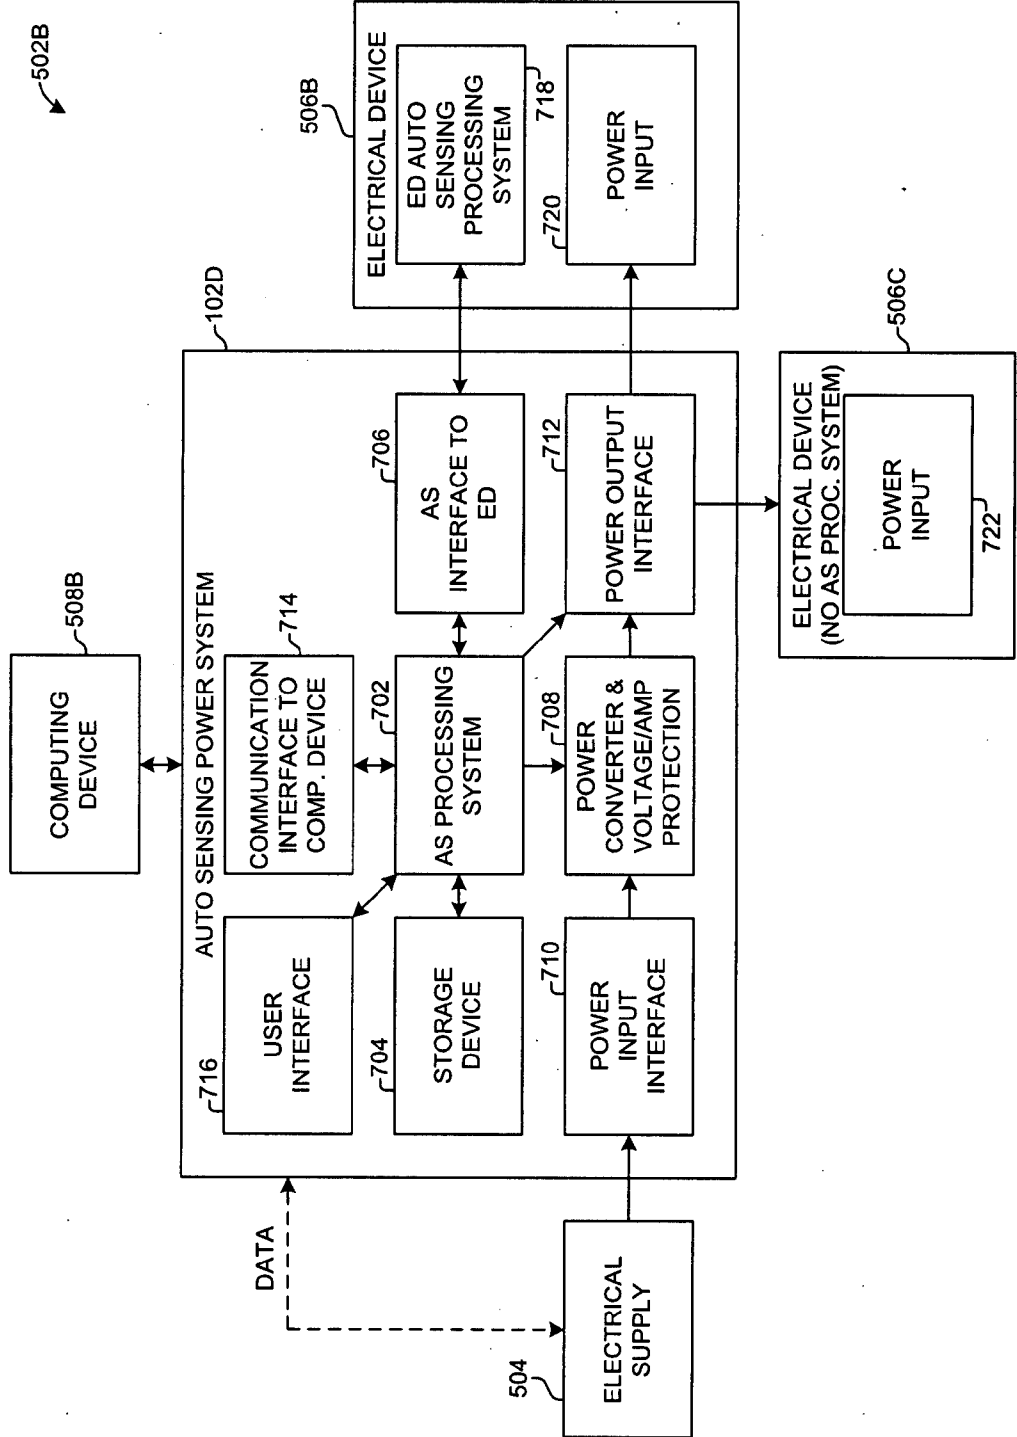 502B
COMPUTING
DEVICE
508B
AUTO SENSING POWER SYSTEM
102D
716
USER
INTERFACE
COMMUNICATION
INTERFACE TO
COMP. DEVICE
714
704
STORAGE
DEVICE
AS PROCESSING
SYSTEM
702
AS
INTERFACE TO
ED
706
710
POWER
INPUT
INTERFACE
708
POWER
CONVERTER &
VOLTAGE/AMP
PROTECTION
712
POWER OUTPUT
INTERFACE
DATA
504
ELECTRICAL
SUPPLY
506B
ELECTRICAL DEVICE
ED AUTO
SENSING
PROCESSING
SYSTEM
718
720
POWER
INPUT
506C
ELECTRICAL DEVICE
(NO AS PROC. SYSTEM)
POWER
INPUT
722